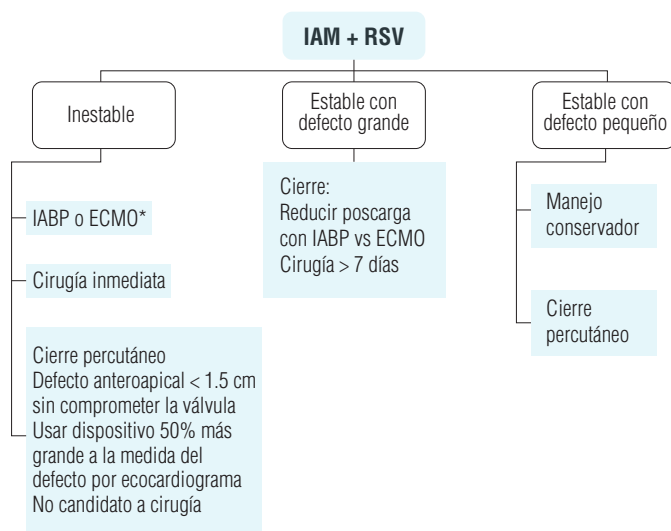 IAM + RSV
Inestable
IABP o ECMO*
Cirugía inmediata
Cierre percutáneo
Defecto anteroapical < 1.5 cm
sin comprometer la válvula
Usar dispositivo 50% más
grande a la medida del
defecto por ecocardiograma
No candidato a cirugía
Estable con
defecto grande
Cierre:
Reducir poscarga
con IABP vs ECMO
Cirugía > 7 días
Estable con
defecto pequeño
Manejo
conservador
Cierre
percutáneo